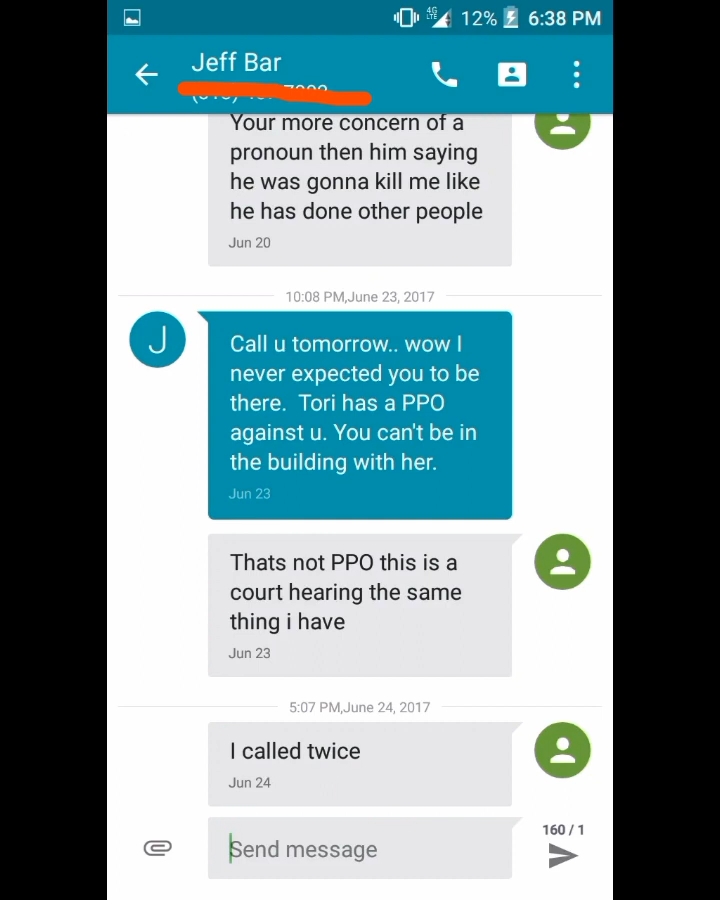 4G
LTE
12%
6:38 PM
Jeff Bar
Your more concern of a
pronoun then him saying
he was gonna kill me like
he has done other people
Jun 20
10:08 PM,June 23, 2017
J
Call u tomorrow.. wow I
never expected you to be
there.  Tori has a PPO
against u. You can't be in
the building with her.
Jun 23
Thats not PPO this is a
court hearing the same
thing i have
Jun 23
5:07 PM,June 24, 2017
I called twice
Jun 24
160 / 1
Send message